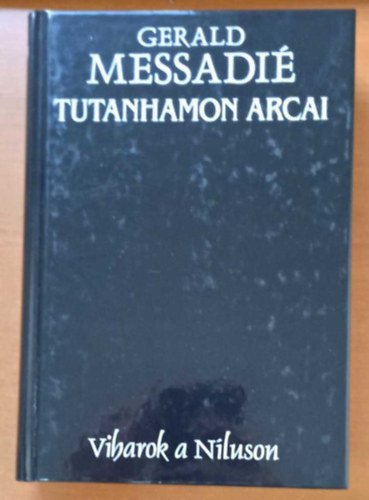 GERALD
MESSADIÉ
TUTANHAMON ARCAI
Viharok a Níluson